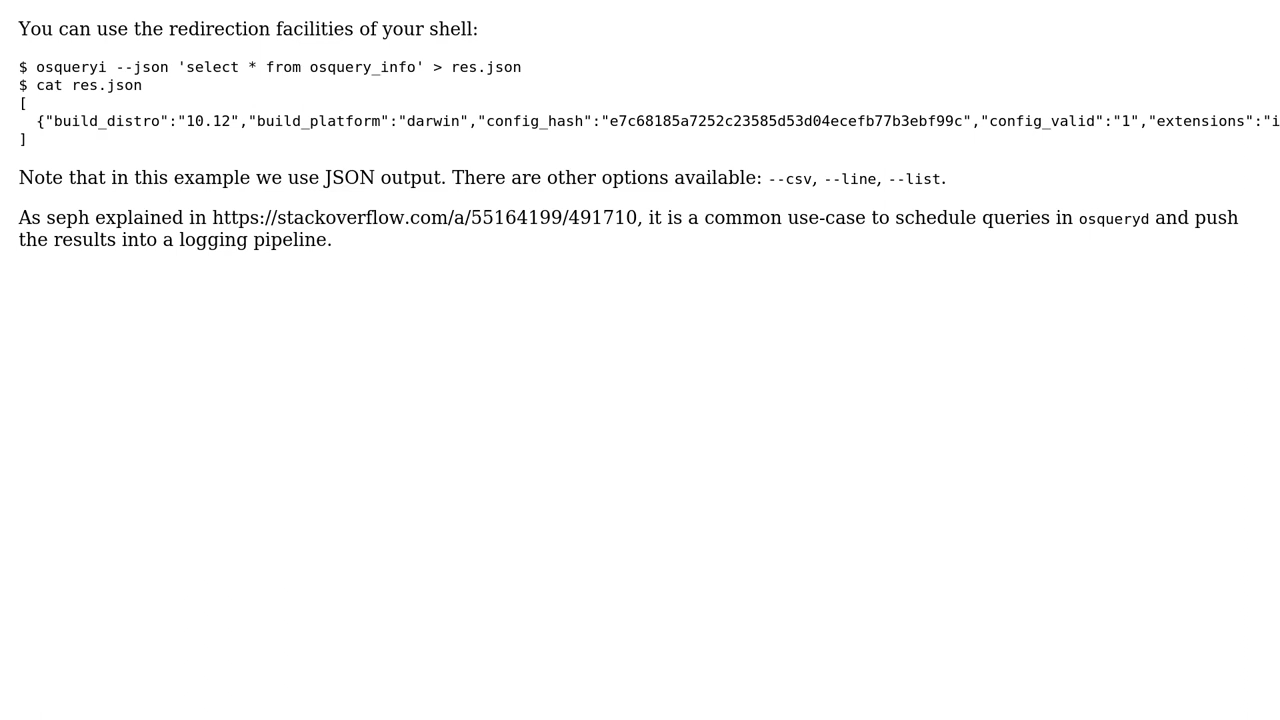 You can use the redirection facilities of your shell:
$ osqueryi --json 'select * from osquery_info' > res.json
$ cat res.json
[
  {"build_distro":"10.12","build_platform":"darwin","config_hash":"e7c68185a7252c23585d53d04ecefb77b3ebf99c","config_valid":"1","extensions":"i
]
Note that in this example we use JSON output. There are other options available: --csv, --line, --list.
As seph explained in https://stackoverflow.com/a/55164199/491710, it is a common use-case to schedule queries in osqueryd and push
the results into a logging pipeline.